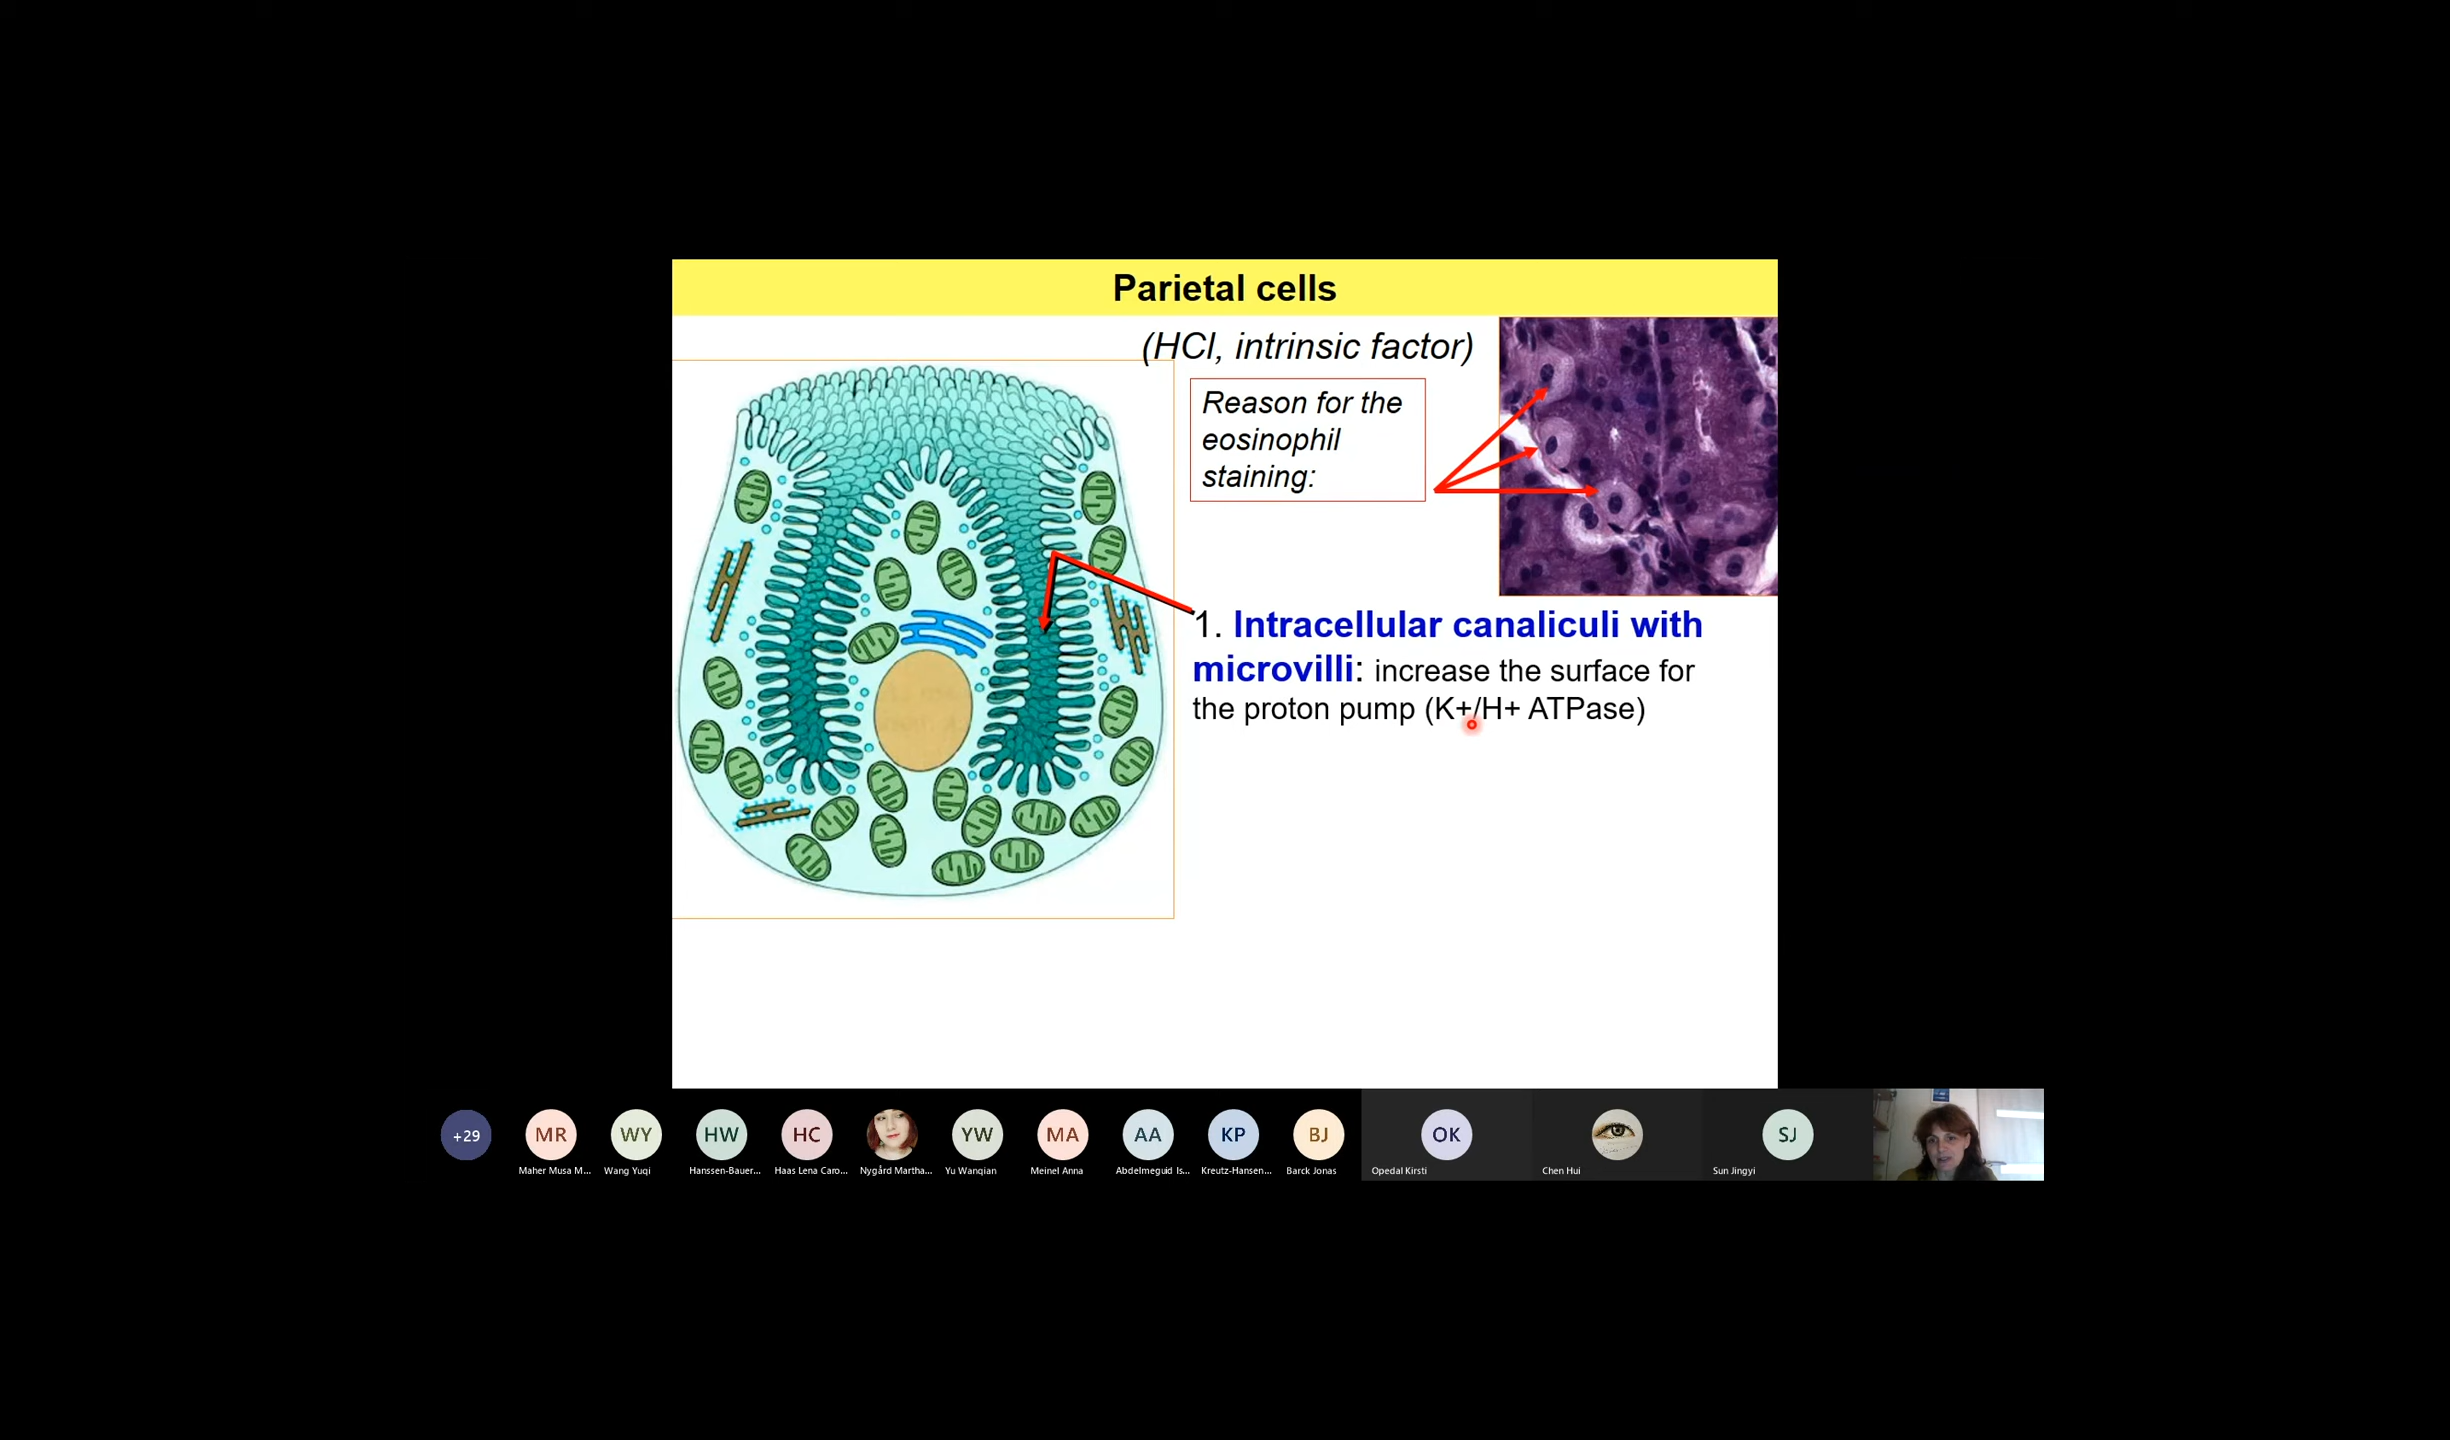 Parietal cells
(HCl, intrinsic factor)
Reason for the
eosinophil
staining:
1. Intracellular canaliculi with
microvilli: increase the surface for
the proton pump (K+/H+ ATPase)
+29
MR
WY
HW
HC
YW
MA
AA
KP
BJ
OK
SJ
Maher Musa M...
Wang Yuqi
Hanssen-Bauer...
Haas Lena Caro...
Nygård Martha...
Yu Wanqian
Meinel Anna
Abdelmeguid Is...
Kreutz-Hansen...
Barck Jonas
Opedal Kirsti
Chen Hui
Sun Jingyi